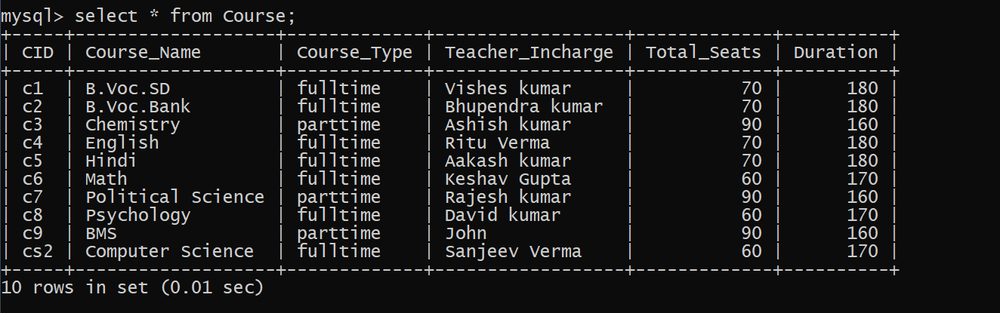 mysql> select * from Course;
+-----+-------------------+-------------+------------------+-------------+----------+
| CID | Course_Name       | Course_Type | Teacher_Incharge | Total_Seats | Duration |
+-----+-------------------+-------------+------------------+-------------+----------+
| c1  | B.Voc.SD          | fulltime    | Vishes kumar     |          70 |      180 |
| c2  | B.Voc.Bank        | fulltime    | Bhupendra kumar  |          70 |      180 |
| c3  | Chemistry         | parttime    | Ashish kumar     |          90 |      160 |
| c4  | English           | fulltime    | Ritu Verma       |          70 |      180 |
| c5  | Hindi             | fulltime    | Aakash kumar     |          70 |      180 |
| c6  | Math              | fulltime    | Keshav Gupta     |          60 |      170 |
| c7  | Political Science | parttime    | Rajesh kumar     |          90 |      160 |
| c8  | Psychology        | fulltime    | David kumar      |          60 |      170 |
| c9  | BMS               | parttime    | John             |          90 |      160 |
| cs2 | Computer Science  | fulltime    | Sanjeev Verma    |          60 |      170 |
+-----+-------------------+-------------+------------------+-------------+----------+
10 rows in set (0.01 sec)